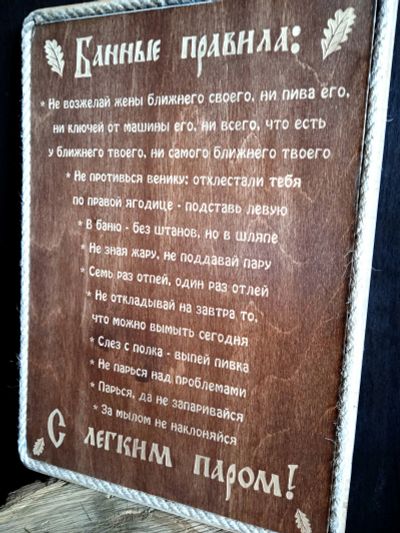 Банные правила:
* Не возжелай жены ближнего своего, ни пива его,
ни ключей от машины его, ни всего, что есть
у ближнего твоего, ни самого ближнего твоего
* Не противься венику: отхлестали тебя
по правой ягодице - подставь левую
* В баню - без штанов, но в шляпе
* Не зная жару, не поддавай пару
* Семь раз отпей, один раз отлей
* Не откладывай на завтра то,
что можно вымыть сегодня
* Слез с полка - выпей пивка
* Не парься над проблемами
* Парься, да не запаривайся
* За мылом не наклоняйся
С легким паром!